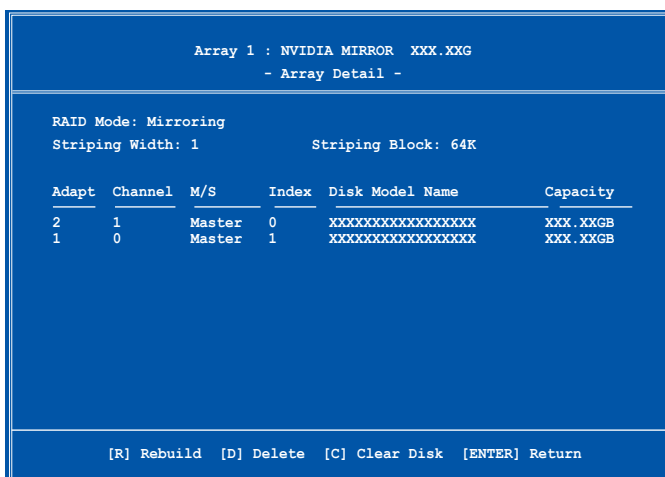 Array 1 : NVIDIA MIRROR XXX.XXG
- Array Detail -
RAID Mode: Mirroring
Striping Width: 1 Striping Block: 64K
Adapt Channel M/S Index Disk Model Name Capacity
2 1 Master 0 XXXXXXXXXXXXXXXXX XXX.XXGB
1 0 Master 1 XXXXXXXXXXXXXXXXX XXX.XXGB
[R] Rebuild [D] Delete [C] Clear Disk [ENTER] Return